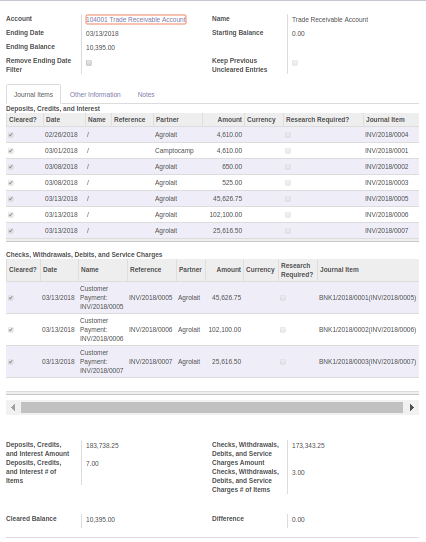 Account 104001 Trade Receivable Account Name Trade Receivable Account
Ending Date 03/13/2018 Starting Balance 0.00
Ending Balance 10,395.00
Remove Ending Date Keep Previous
Filter Uncleared Entries
Journal Items Other Information Notes
Deposits, Credits, and Interest
Cleared? Date Name Reference Partner Amount Currency Research Required? Journal Item
02/26/2018 / Agrolait 4,610.00 INV/2018/0004
03/01/2018 / Camptocamp 4,610.00 INV/2018/0001
03/08/2018 / Agrolait 650.00 INV/2018/0002
03/08/2018 / Agrolait 525.00 INV/2018/0003
03/13/2018 / Agrolait 45,626.75 INV/2018/0005
03/13/2018 / Agrolait 102,100.00 INV/2018/0006
03/13/2018 / Agrolait 25,616.50 INV/2018/0007
Checks, Withdrawals, Debits, and Service Charges
Cleared? Date Name Reference Partner Amount Currency Research Journal Item
Required?
Customer
03/13/2018 Payment: INV/2018/0005 Agrolait 45,626.75 BNK1/2018/0001(INV/2018/0005)
INV/2018/0005
Customer
03/13/2018 Payment: INV/2018/0006 Agrolait 102,100.00 BNK1/2018/0002(INV/2018/0006)
INV/2018/0006
Customer
03/13/2018 Payment: INV/2018/0007 Agrolait 25,616.50 BNK1/2018/0003(INV/2018/0007)
INV/2018/0007
Deposits, Credits, 183,738.25 Checks, Withdrawals, 173,343.25
and Interest Amount Debits, and Service
Deposits, Credits, 7.00 Charges Amount
and Interest # of Checks, Withdrawals, 3.00
Items Debits, and Service
Charges # of Items
Cleared Balance 10,395.00 Difference 0.00